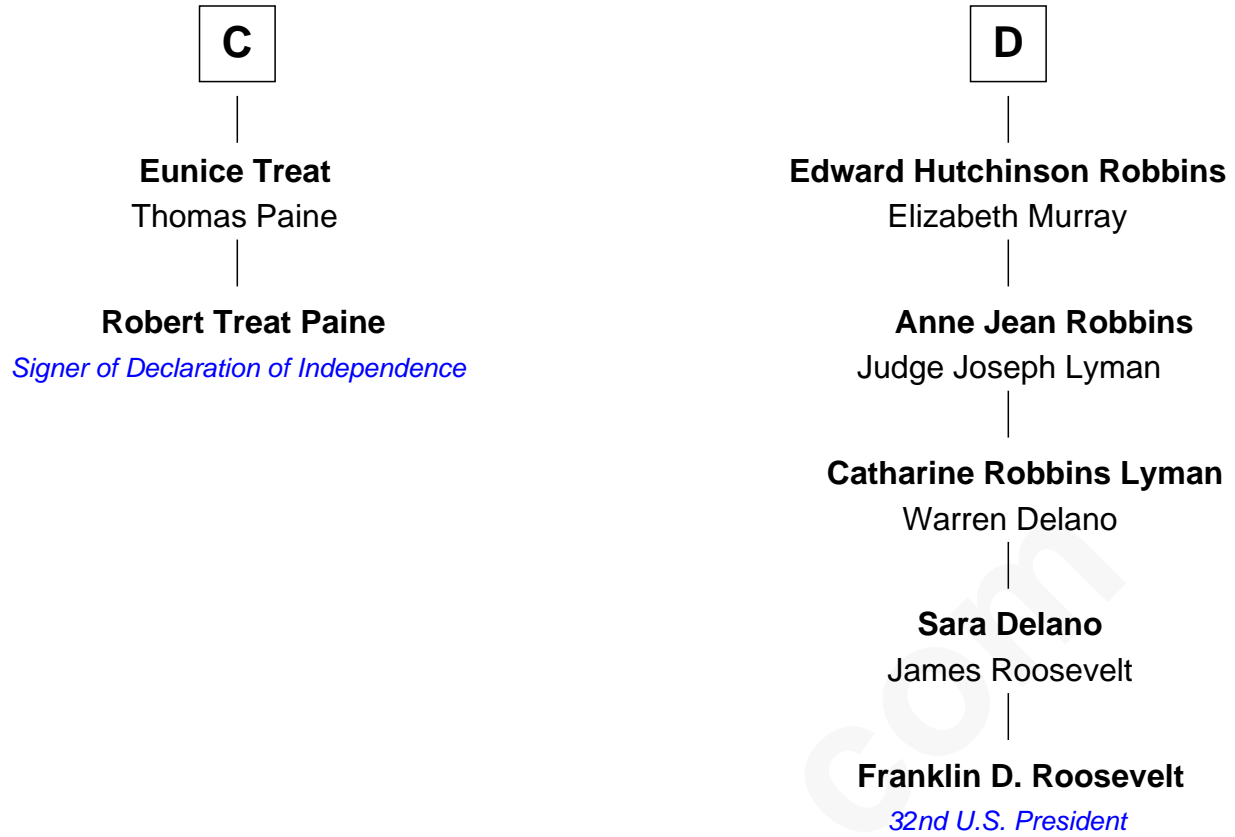 C
Eunice Treat
Thomas Paine
Robert Treat Paine
Signer of Declaration of Independence
D
Edward Hutchinson Robbins
Elizabeth Murray
Anne Jean Robbins
Judge Joseph Lyman
Catharine Robbins Lyman
Warren Delano
Sara Delano
James Roosevelt
Franklin D. Roosevelt
32nd U.S. President
com